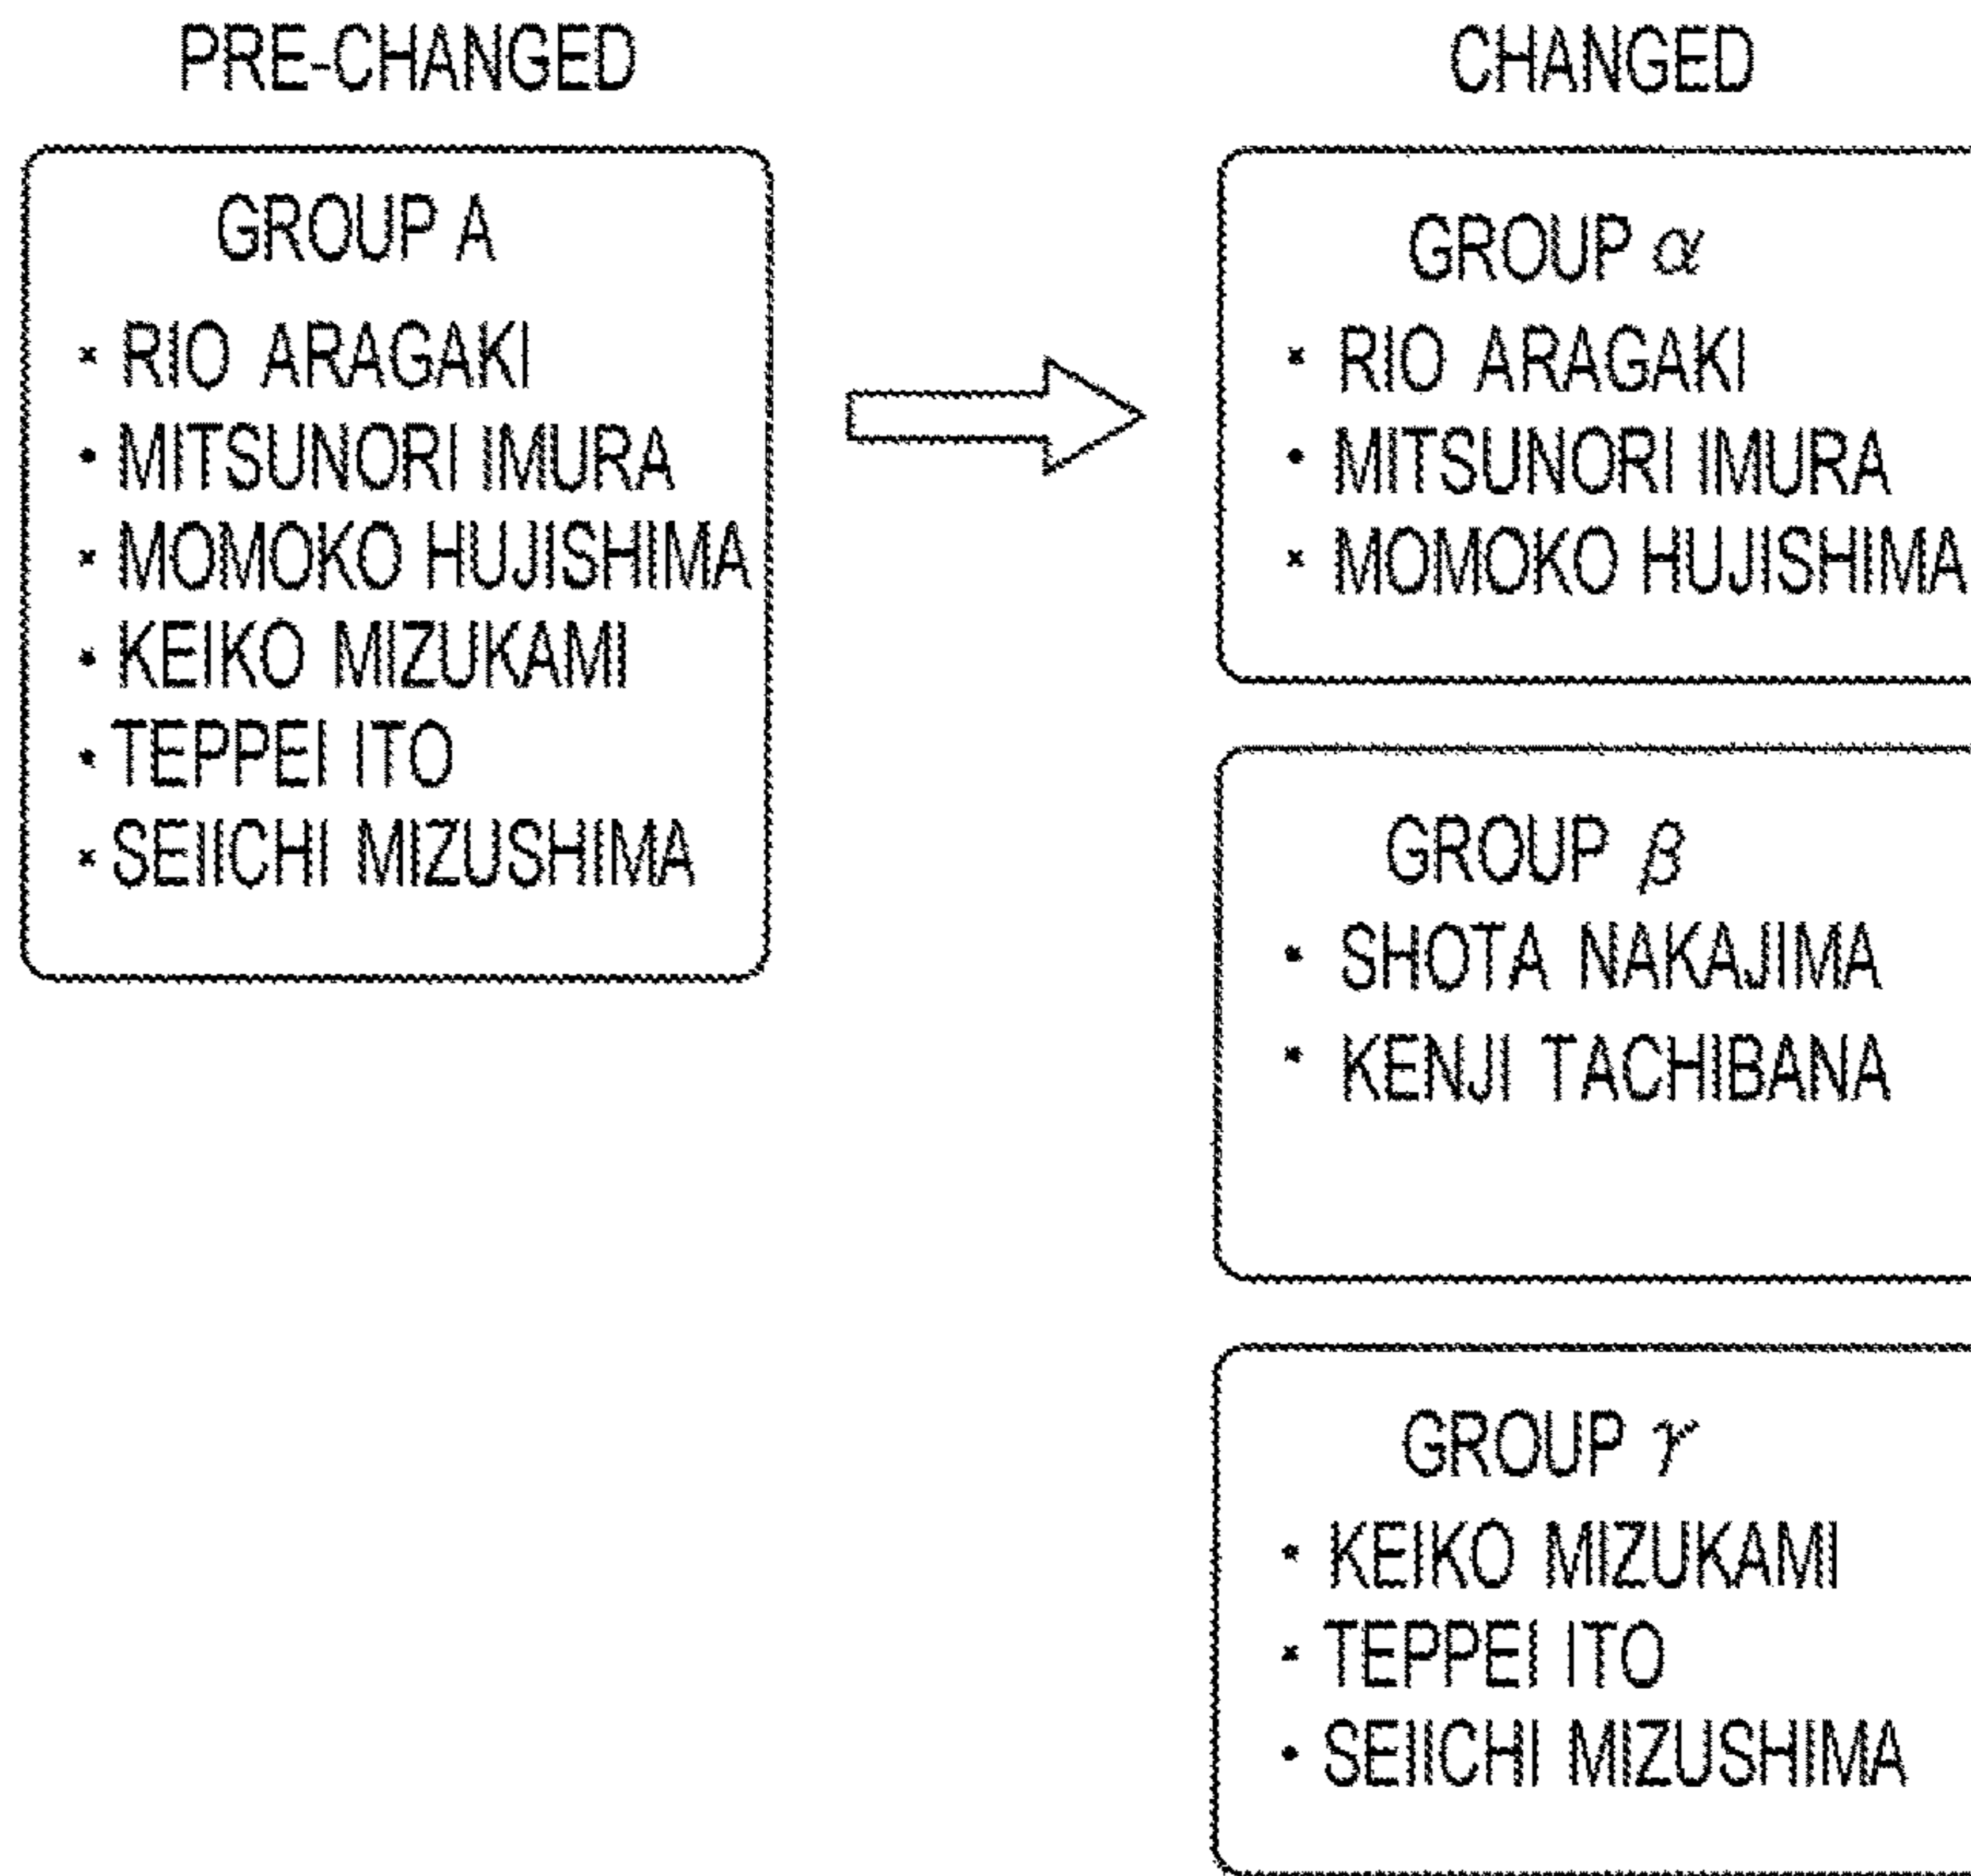 PRE-CHANGED
GROUP A
• RIO ARAGAKI
• MITSUNORI IMURA
• MOMOKO HUJISHIMA
• KEIKO MIZUKAMI
• TEPPEI ITO
• SEIICHI MIZUSHIMA
CHANGED
GROUP α
• RIO ARAGAKI
• MITSUNORI IMURA
• MOMOKO HUJISHIMA
GROUP β
• SHOTA NAKAJIMA
• KENJI TACHIBANA
GROUP γ
• KEIKO MIZUKAMI
• TEPPEI ITO
• SEIICHI MIZUSHIMA